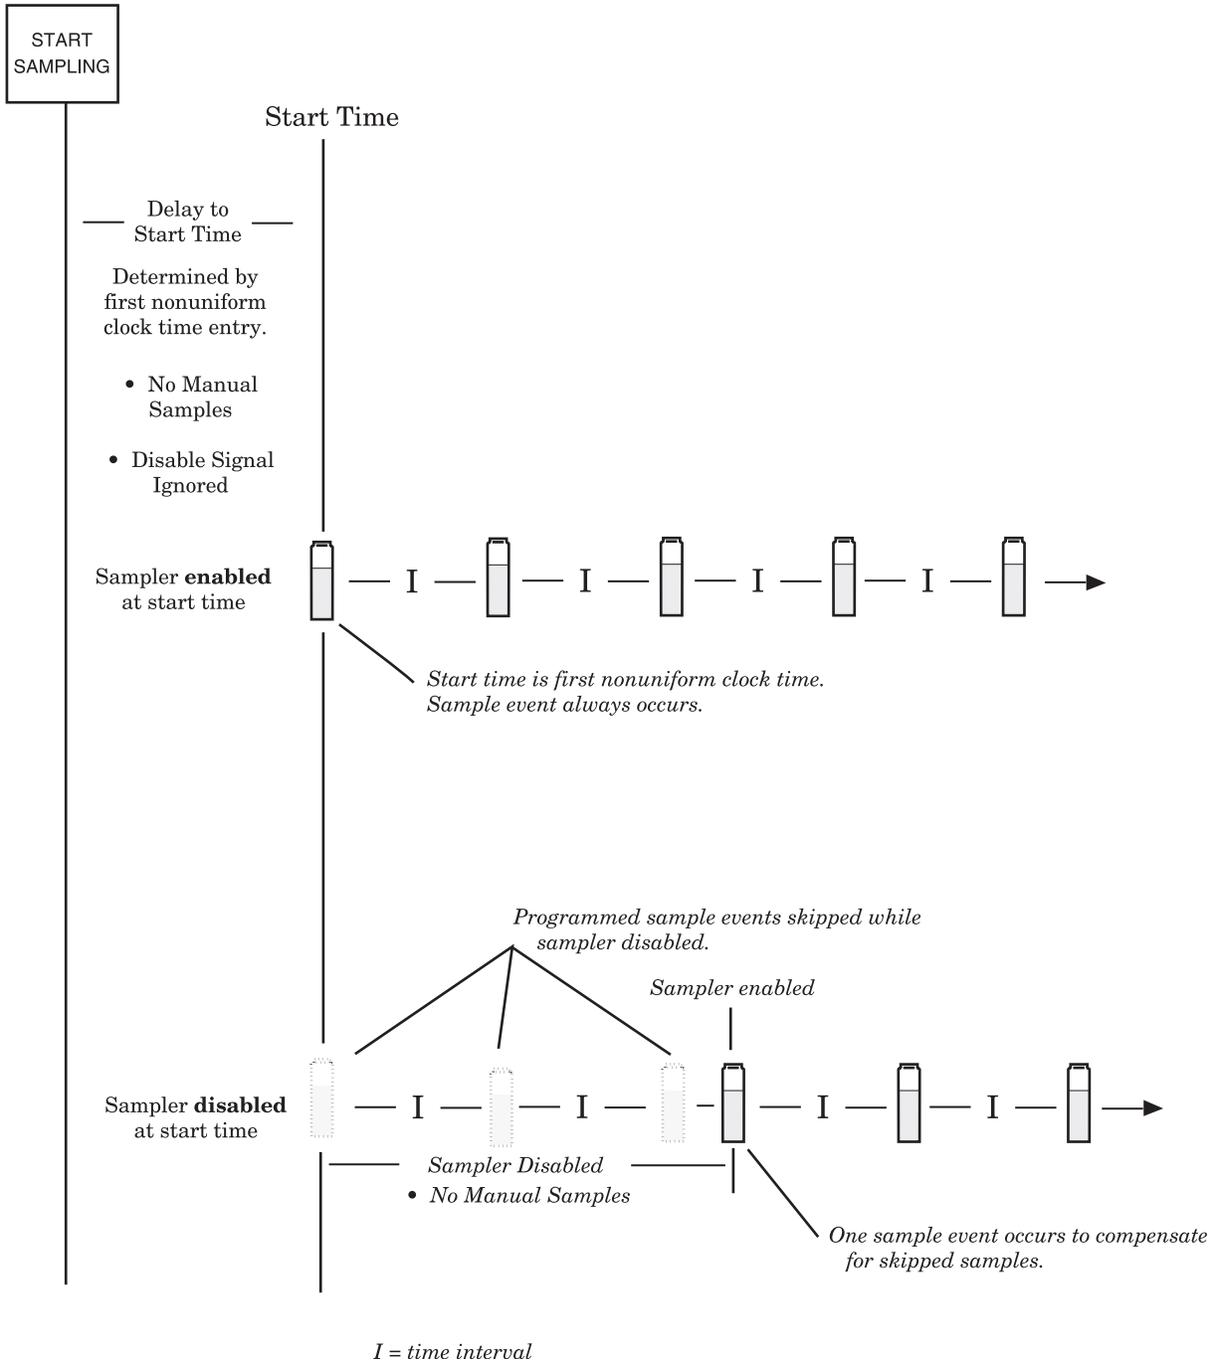 START
SAMPLING
Start Time
Delay to
Start Time
Determined by
first nonuniform
clock time entry.
• No Manual
Samples
• Disable Signal
Ignored
Sampler enabled
at start time
I I I I
Start time is first nonuniform clock time.
Sample event always occurs.
Programmed sample events skipped while
sampler disabled.
Sampler enabled
Sampler disabled
at start time
I I I I
Sampler Disabled
• No Manual Samples
One sample event occurs to compensate
for skipped samples.
I = time interval